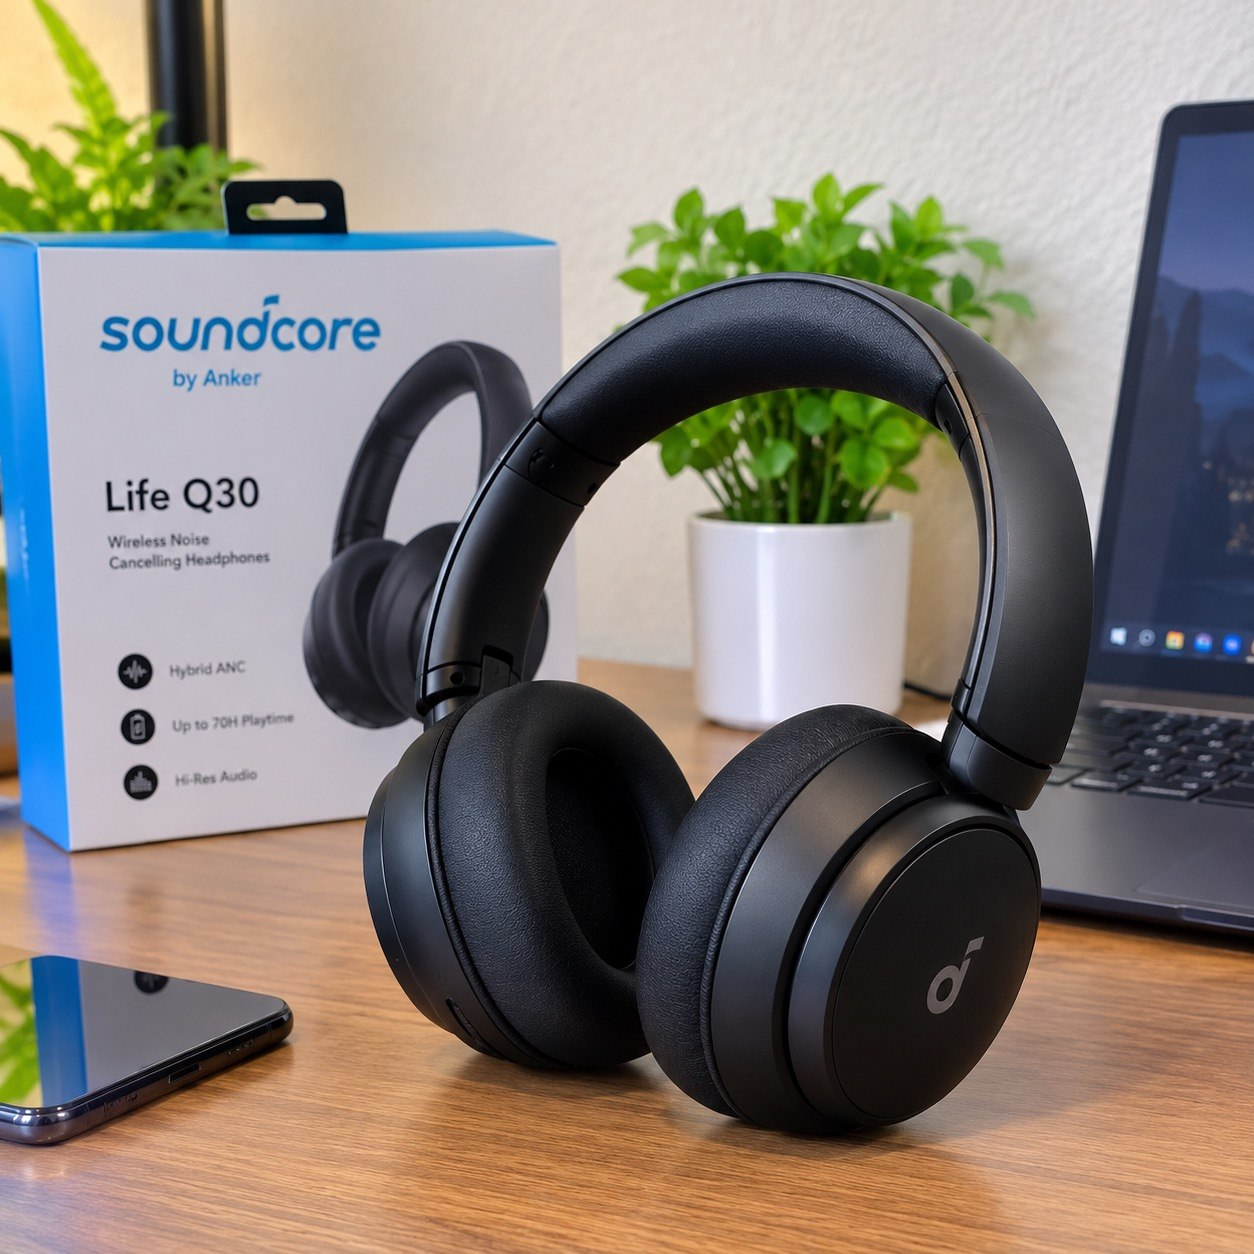 soundcore
by Anker
Life Q30
Wireless Noise
Cancelling Headphones
Hybrid ANC
Up to 70H Playtime
Hi-Res Audio